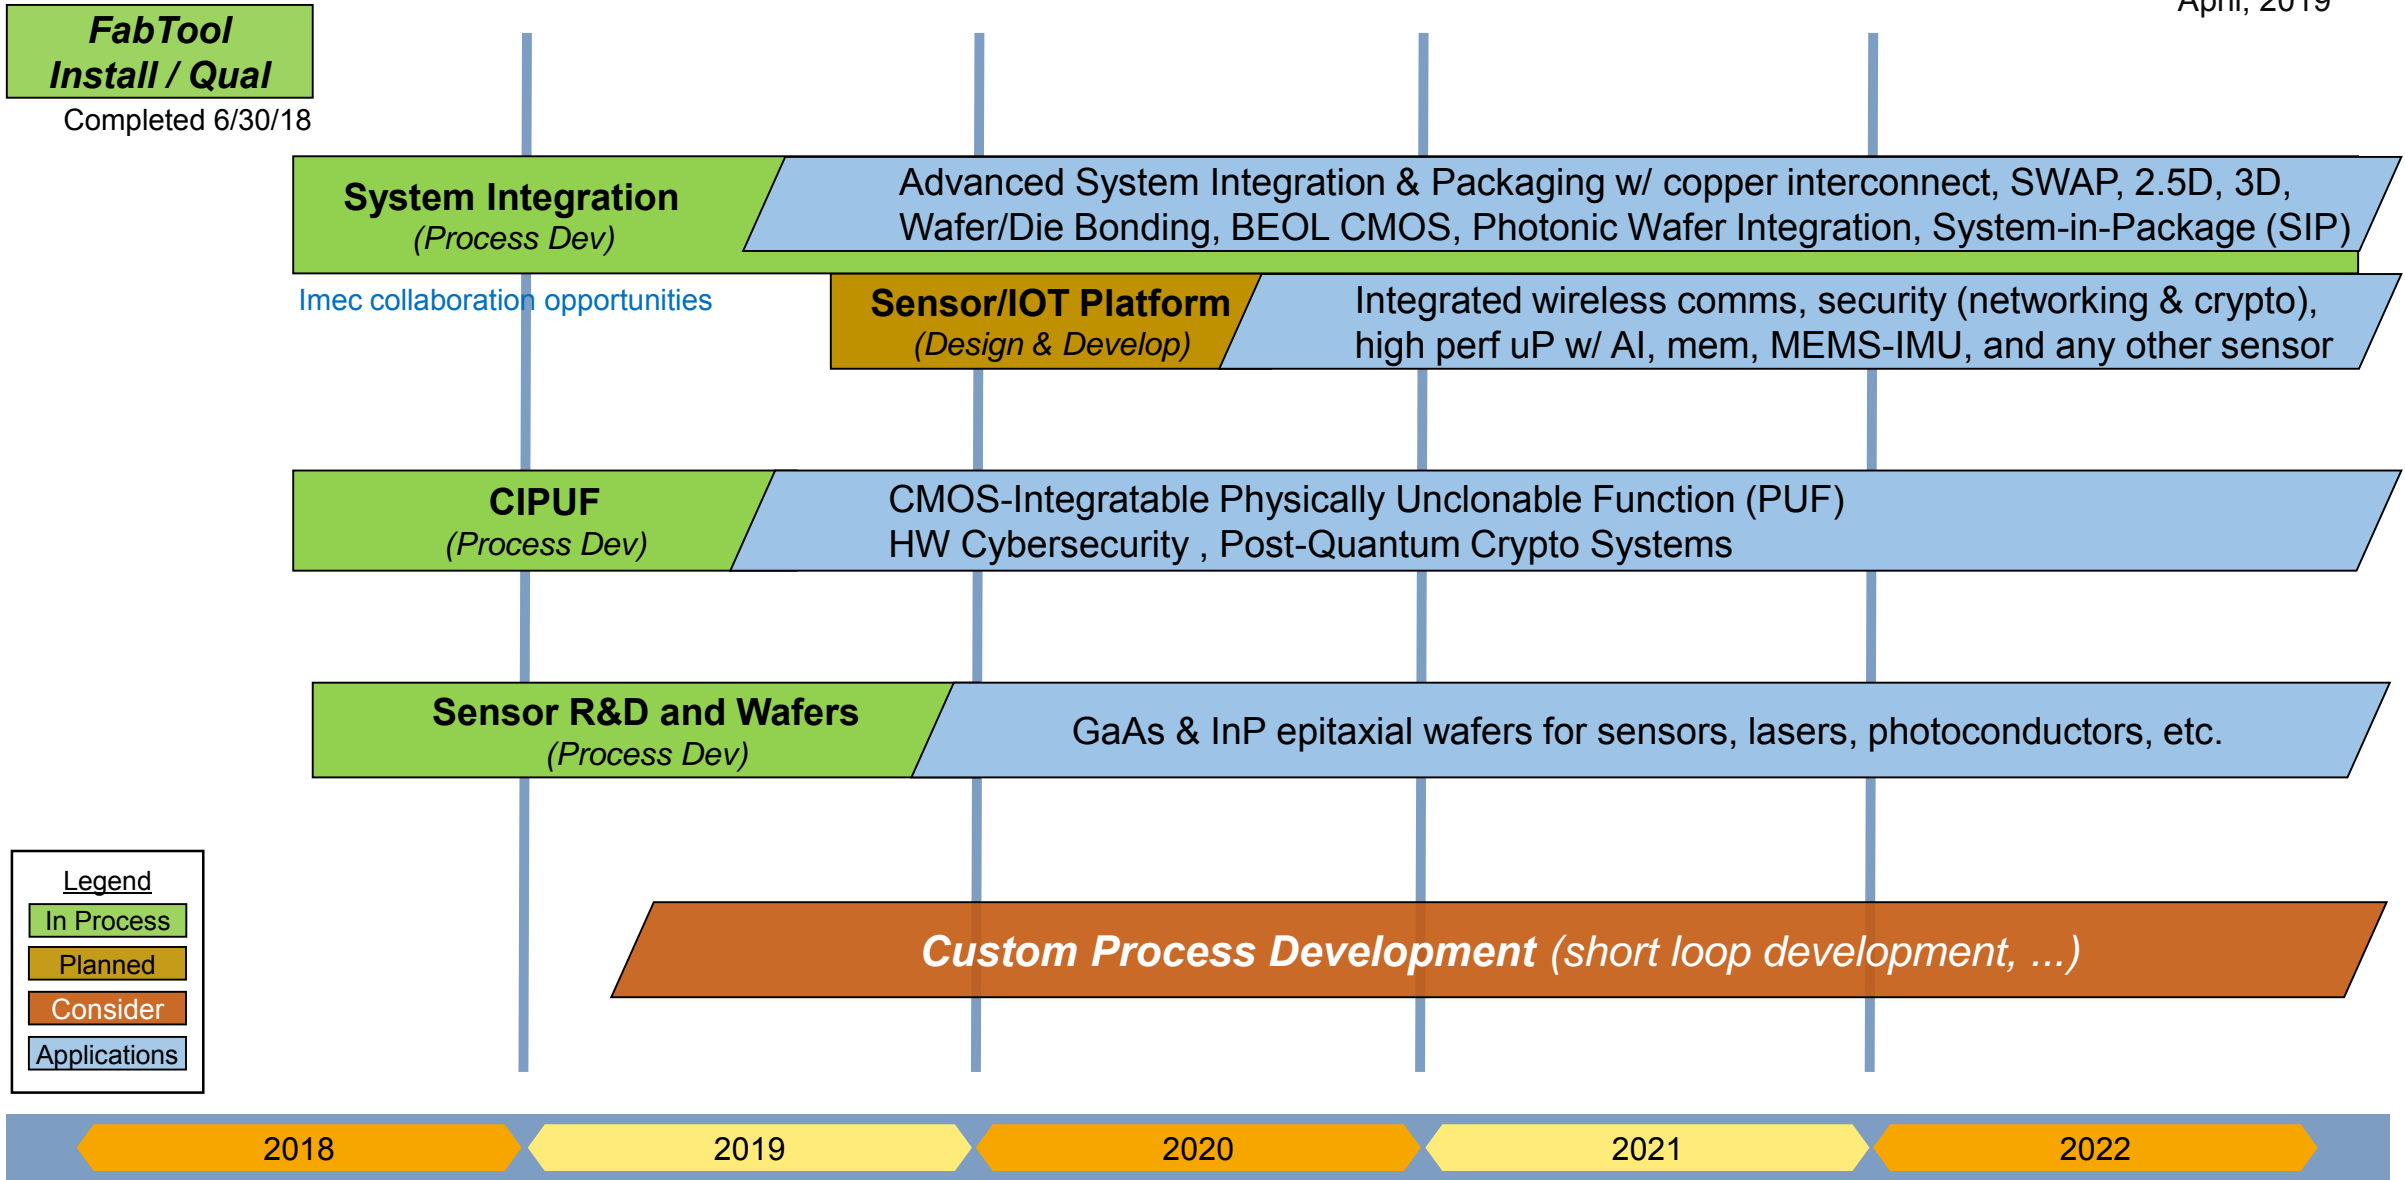 April, 2019
FabTool
Install / Qual
Completed 6/30/18
System Integration
(Process Dev)
Advanced System Integration & Packaging w/ copper interconnect, SWAP, 2.5D, 3D,
Wafer/Die Bonding, BEOL CMOS, Photonic Wafer Integration, System-in-Package (SIP)
Imec collaboration opportunities
Sensor/IOT Platform
(Design & Develop)
Integrated wireless comms, security (networking & crypto),
high perf uP w/ AI, mem, MEMS-IMU, and any other sensor
CIPUF
(Process Dev)
CMOS-Integratable Physically Unclonable Function (PUF)
HW Cybersecurity , Post-Quantum Crypto Systems
Sensor R&D and Wafers
(Process Dev)
GaAs & InP epitaxial wafers for sensors, lasers, photoconductors, etc.
Custom Process Development (short loop development, ...)
Legend
In Process
Planned
Consider
Applications
2018
2019
2020
2021
2022